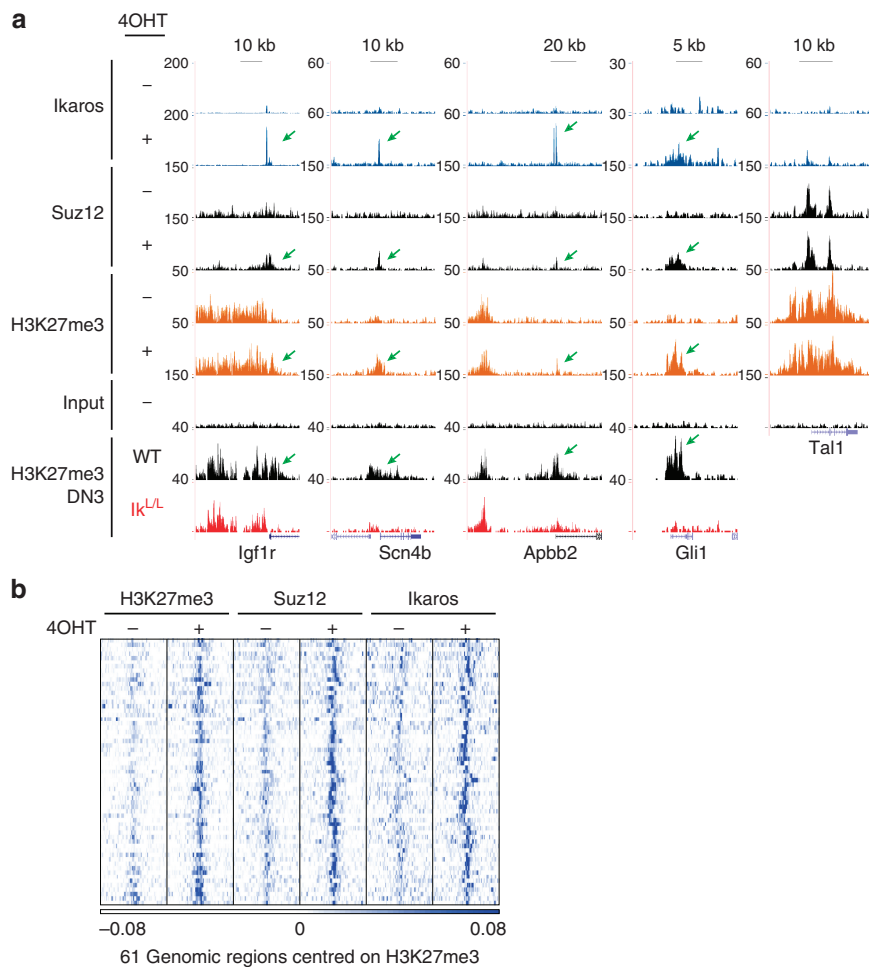 a
4OHT
10 kb 10 kb 20 kb 5 kb 10 kb
200 60 60 30 60
Ikaros
–
200 60 60 30 60
+
150 150 150 150 150
Suz12
–
150 150 150 150 150
+
50 50 50 50 50
H3K27me3
–
50 50 50 50 50
+
150 150 150 150 150
Input –
40 40 40 40
Tal1
H3K27me3
DN3
WT
40 40 40 40
Ik^L/L
Igf1r Scn4b Apbb2 Gli1
b
H3K27me3 Suz12 Ikaros
4OHT – + – + – +
–0.08 0 0.08
61 Genomic regions centred on H3K27me3